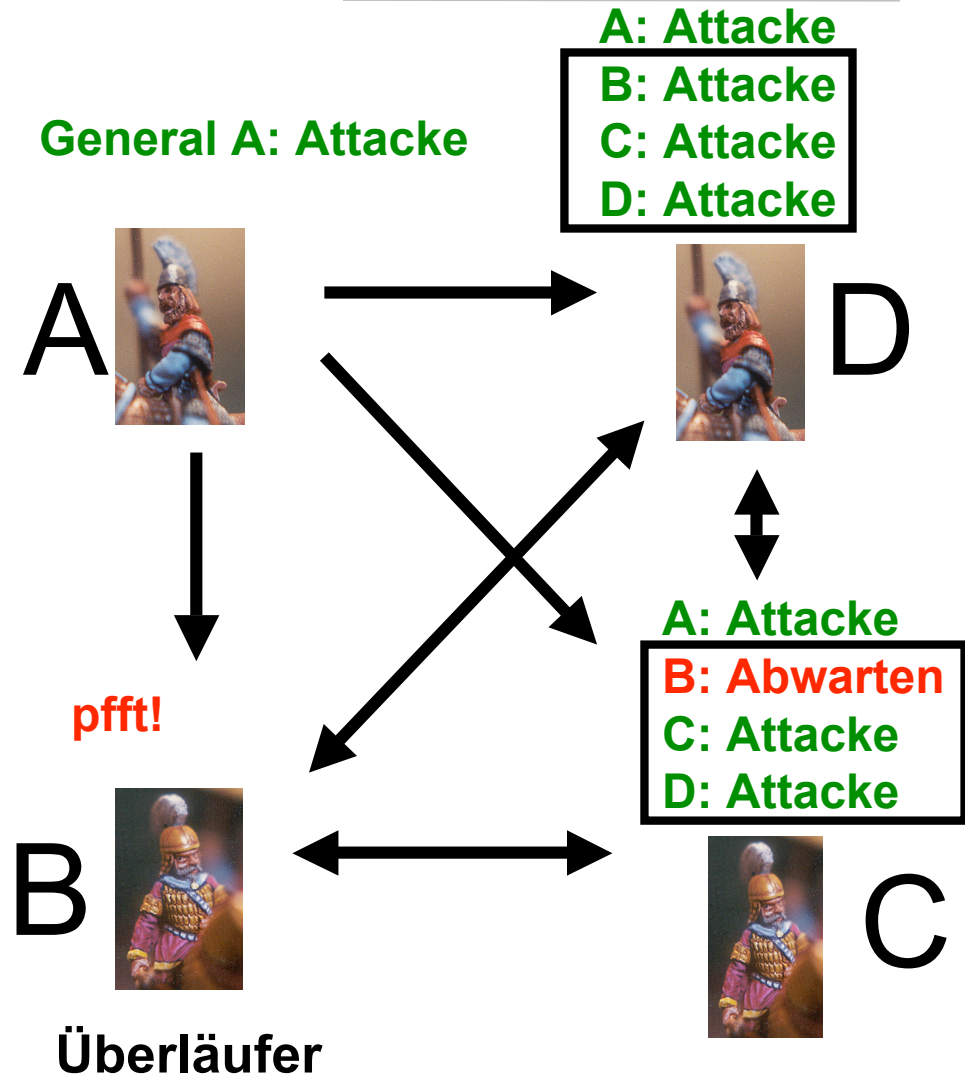 A: Attacke
B: Attacke
C: Attacke
D: Attacke
General A: Attacke
A
D
A: Attacke
B: Abwarten
C: Attacke
D: Attacke
pfft!
B
C
Überläufer